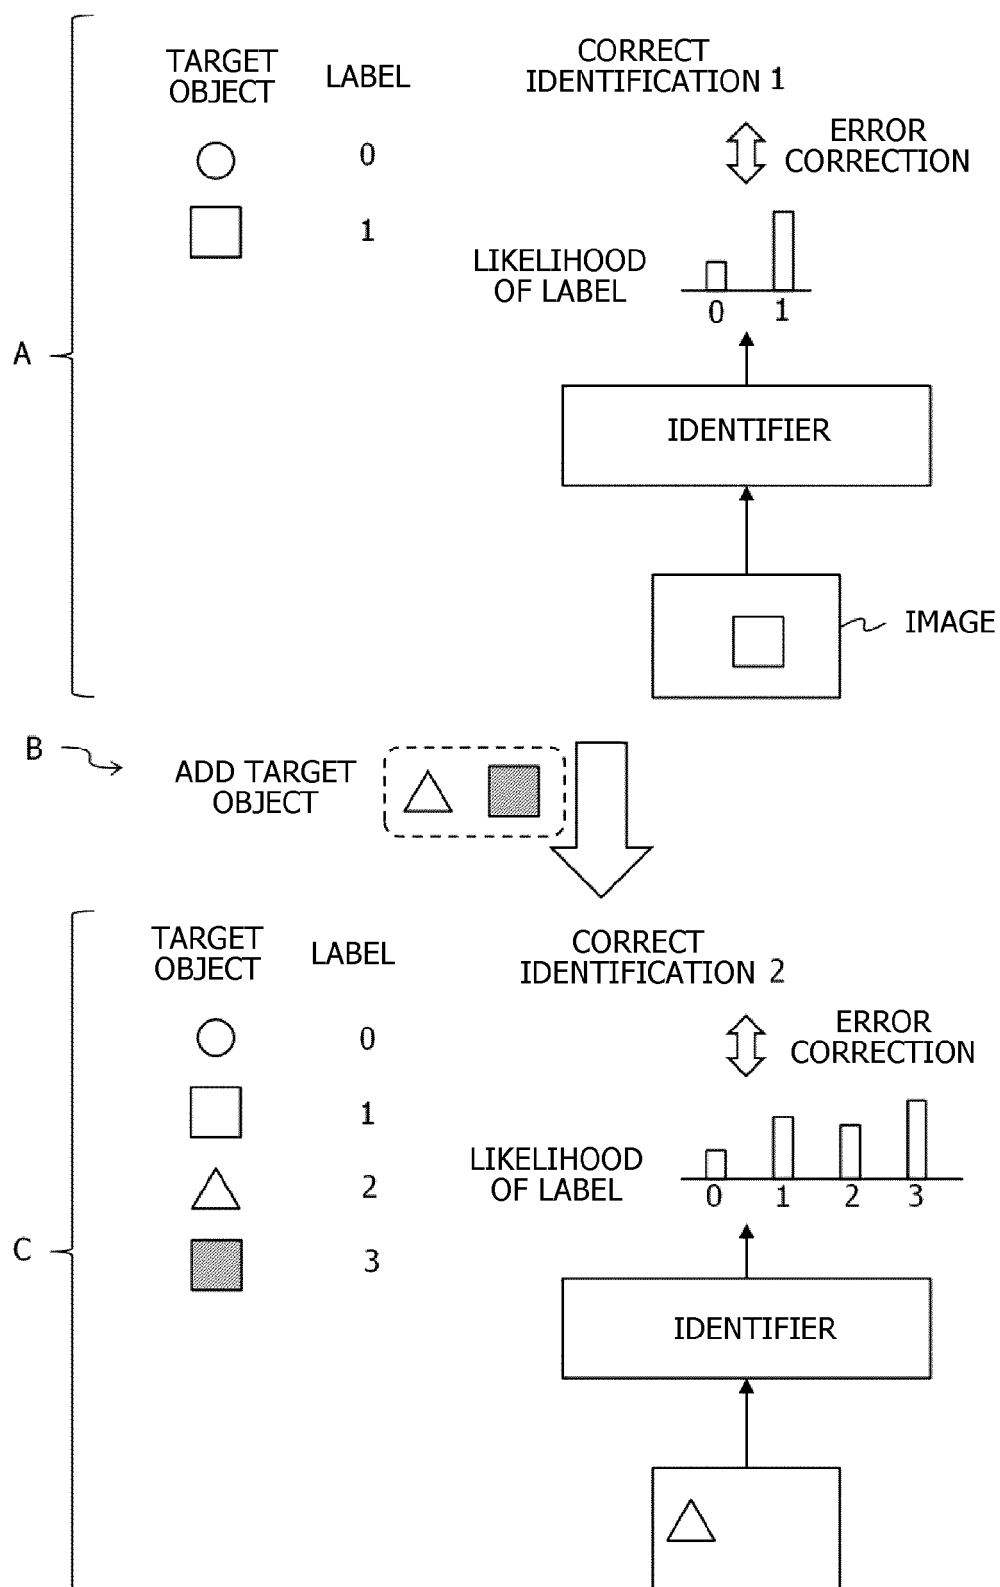 TARGET
OBJECT
LABEL
0
1
CORRECT
IDENTIFICATION 1
ERROR
CORRECTION
LIKELIHOOD
OF LABEL
0 1
A
IDENTIFIER
IMAGE
B
ADD TARGET
OBJECT
TARGET
OBJECT
LABEL
0
1
2
3
CORRECT
IDENTIFICATION 2
ERROR
CORRECTION
LIKELIHOOD
OF LABEL
0 1 2 3
C
IDENTIFIER